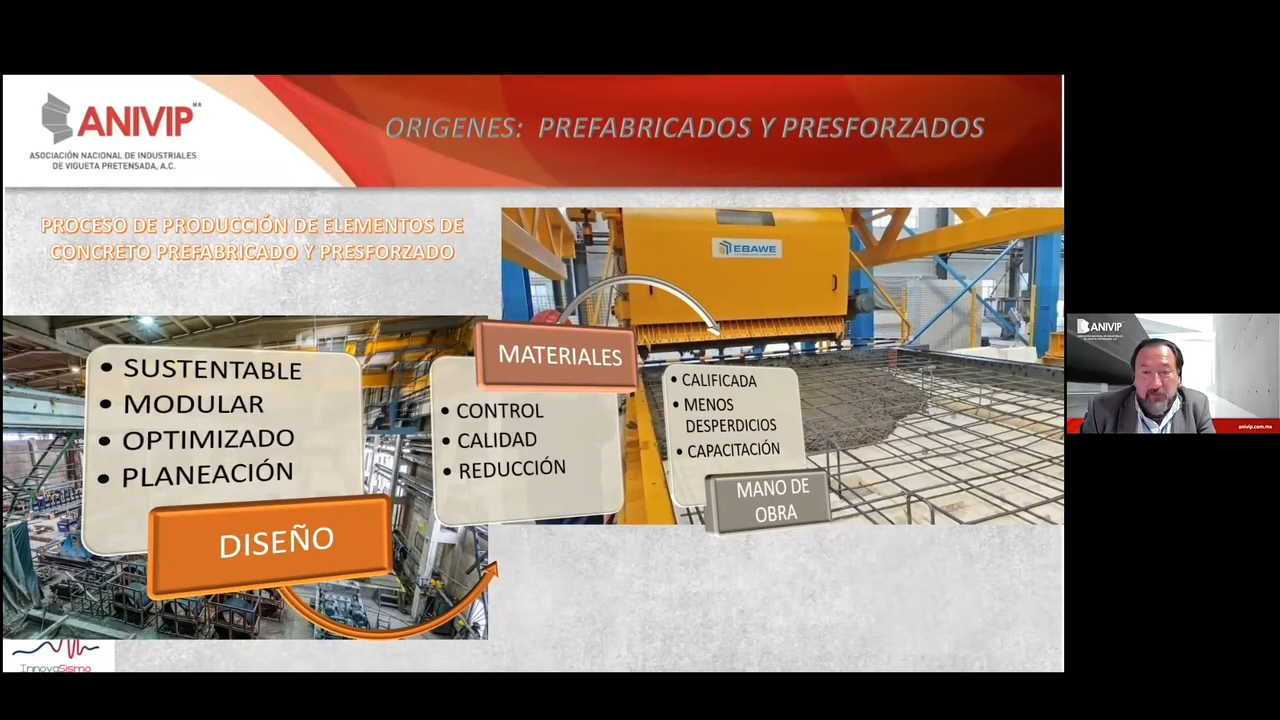 ANIVIP M.R
ASOCIACIÓN NACIONAL DE INDUSTRIALES
DE VIGUETA PRETENSADA, A.C.
ORIGENES: PREFABRICADOS Y PRESFORZADOS
PROCESO DE PRODUCCIÓN DE ELEMENTOS DE
CONCRETO PREFABRICADO Y PRESFORZADO
EBAWE
• SUSTENTABLE
• MODULAR
• OPTIMIZADO
• PLANEACIÓN
DISEÑO
MATERIALES
• CONTROL
• CALIDAD
• REDUCCIÓN
• CALIFICADA
• MENOS
DESPERDICIOS
• CAPACITACIÓN
MANO DE
OBRA
InnovaSismo
ANIVIP
anivip.com.mx